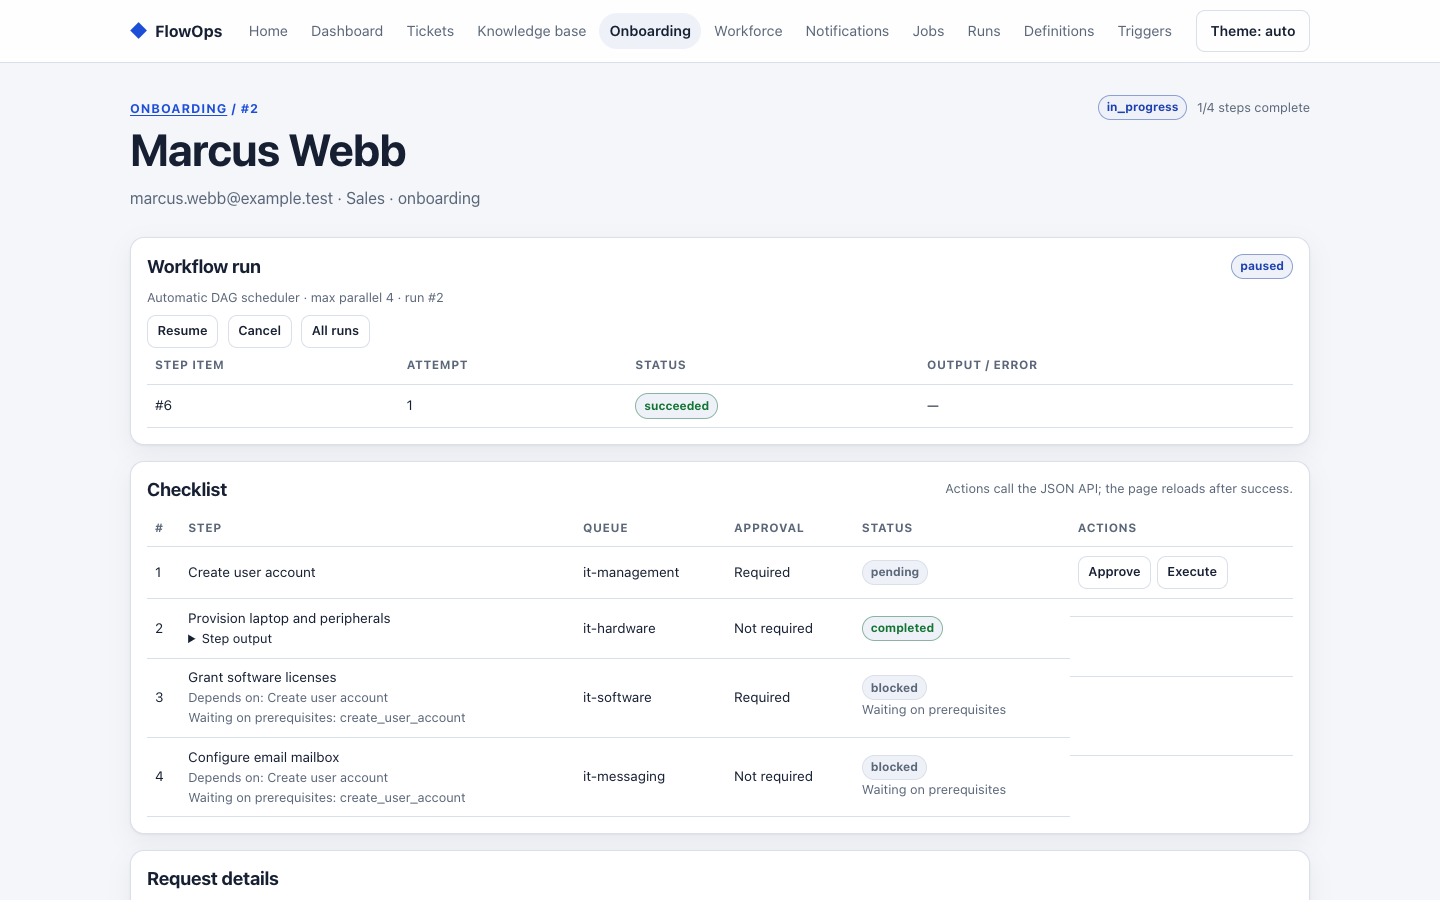 FlowOps Home Dashboard Tickets Knowledge base Onboarding Workforce Notifications Jobs Runs Definitions Triggers Theme: auto
ONBOARDING / #2 in_progress 1/4 steps complete
Marcus Webb
marcus.webb@example.test · Sales · onboarding
Workflow run paused
Automatic DAG scheduler · max parallel 4 · run #2
Resume Cancel All runs
STEP ITEM ATTEMPT STATUS OUTPUT / ERROR
#6 1 succeeded —
Checklist Actions call the JSON API; the page reloads after success.
# STEP QUEUE APPROVAL STATUS ACTIONS
1 Create user account it-management Required pending Approve Execute
2 Provision laptop and peripherals it-hardware Not required completed
Step output
3 Grant software licenses it-software Required blocked
Depends on: Create user account
Waiting on prerequisites: create_user_account Waiting on prerequisites
4 Configure email mailbox it-messaging Not required blocked
Depends on: Create user account
Waiting on prerequisites: create_user_account Waiting on prerequisites
Request details